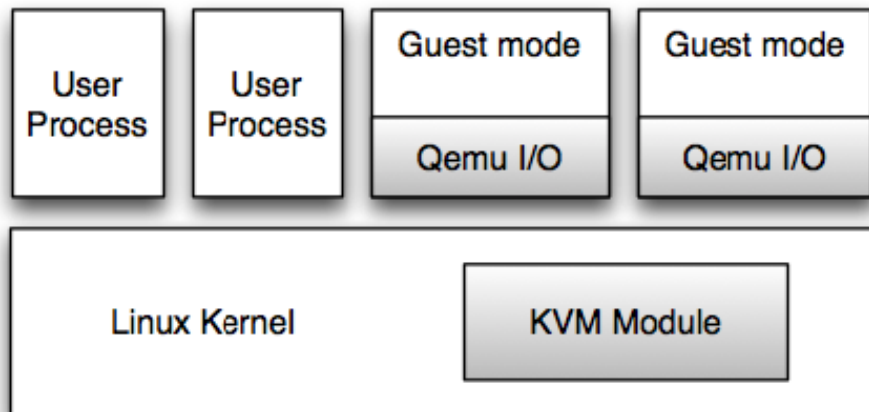 User
Process
User
Process
Guest mode
Qemu I/O
Guest mode
Qemu I/O
Linux Kernel
KVM Module